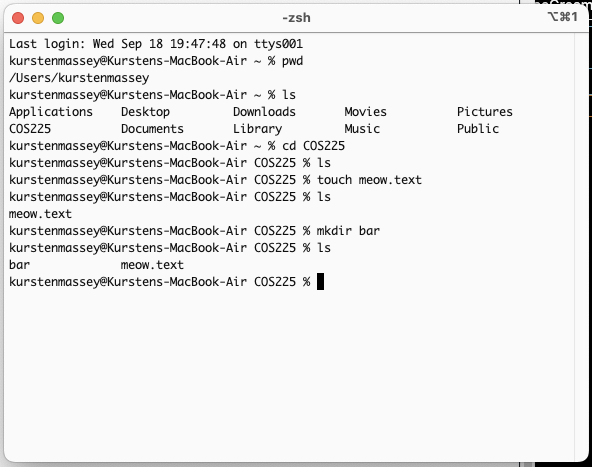 -zsh
⌥⌘1
Last login: Wed Sep 18 19:47:48 on ttys001
kurstenmassey@Kurstens-MacBook-Air ~ % pwd
/Users/kurstenmassey
kurstenmassey@Kurstens-MacBook-Air ~ % ls
Applications    Desktop         Downloads       Movies          Pictures
COS225          Documents       Library         Music           Public
kurstenmassey@Kurstens-MacBook-Air ~ % cd COS225
kurstenmassey@Kurstens-MacBook-Air COS225 % ls
kurstenmassey@Kurstens-MacBook-Air COS225 % touch meow.text
kurstenmassey@Kurstens-MacBook-Air COS225 % ls
meow.text
kurstenmassey@Kurstens-MacBook-Air COS225 % mkdir bar
kurstenmassey@Kurstens-MacBook-Air COS225 % ls
bar             meow.text
kurstenmassey@Kurstens-MacBook-Air COS225 %